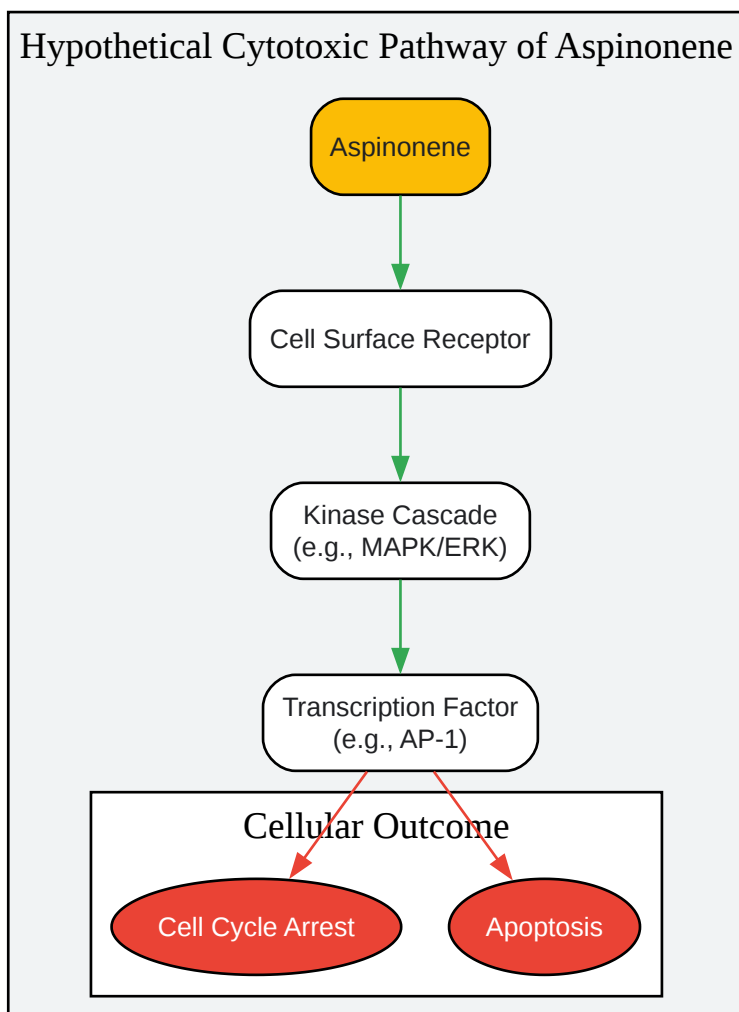 Hypothetical Cytotoxic Pathway of Aspinonene
Aspinonene
Cell Surface Receptor
Kinase Cascade
(e.g., MAPK/ERK)
Transcription Factor
(e.g., AP-1)
Cellular Outcome
Cell Cycle Arrest
Apoptosis